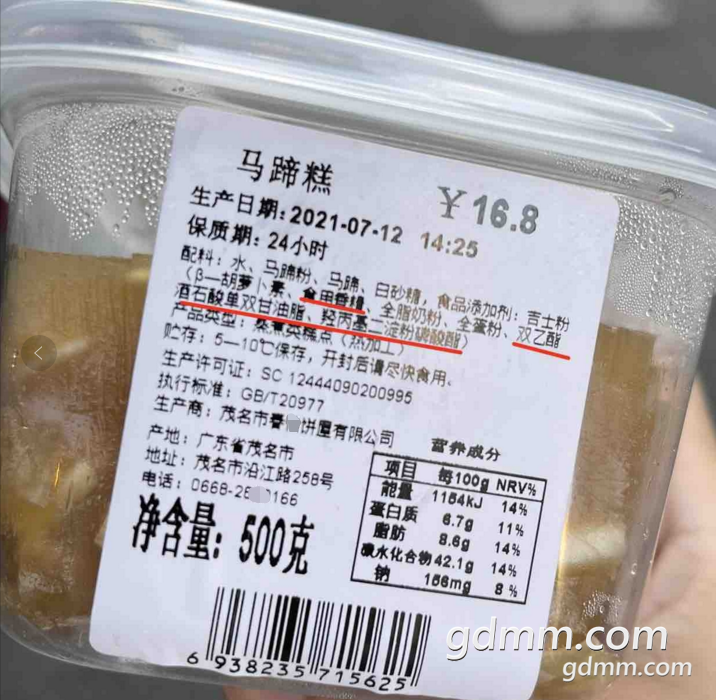 马蹄糕
￥16.8
生产日期:2021-07-12 14:25
保质期:24小时
配料:水、马蹄粉、马蹄、白砂糖,食品添加剂:吉士粉
(β—胡萝卜素、食用香精、全脂奶粉、全蛋粉、双乙酯
酒石酸单双甘油脂、羟丙基二淀粉磷酸酯)
产品类型:蒸煮类糕点(热加工)
贮存:5—10℃保存,开封后请尽快食用、
生产许可证:SC 12444090200995
执行标准:GB/T20977
生产商:茂名市 饼屋有限公司
产地:广东省茂名市
地址:茂名市沿江路258号
电话:0668-28 0166
净含量:500克
营养成分
项目 每100g NRV%
能量 1154kJ 14%
蛋白质 6.7g 11%
脂肪 8.6g 14%
碳水化合物 42.1g 14%
钠 156mg 8%
6 938235 715625
gdmm.com
gdmm.com